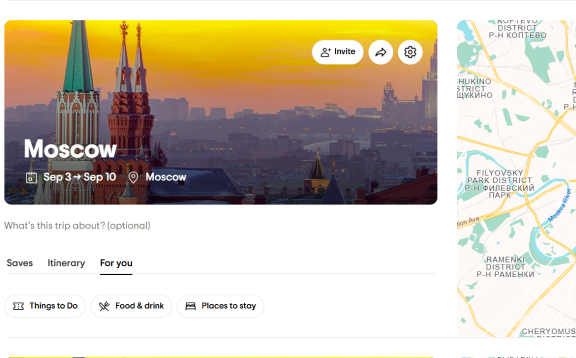 Invite
Moscow
Sep 3 → Sep 10
Moscow
What's this trip about? (optional)
Saves
Itinerary
For you
Things to Do
Food & drink
Places to stay
KOPTEVO
DISTRICT
Р-Н КОПТЕВО
HUKINO
STRICT
ЩУКИНО
FILYOVSKY
PARK DISTRICT
Р-Н ФИЛЕВСКИЙ
ПАРК
Moskva River
RAMENKI
DISTRICT
Р-Н РАМЕНКИ
CHERYOMUS